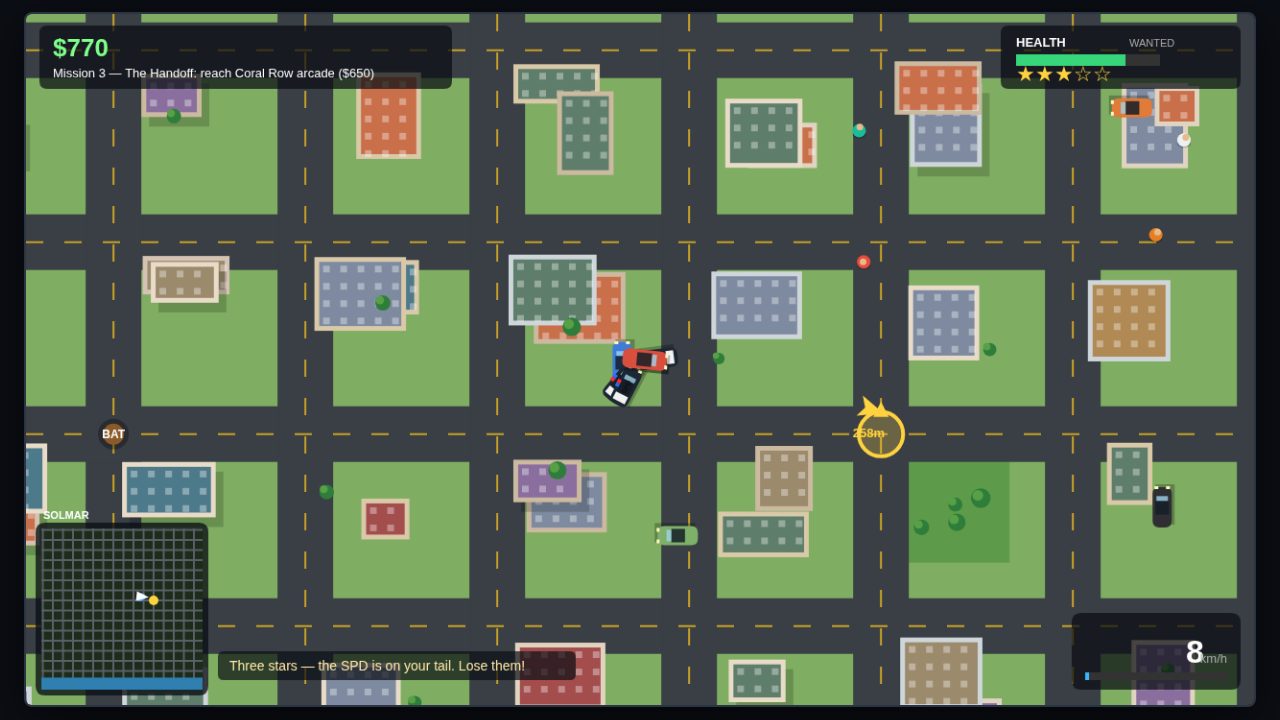 $770
Mission 3 — The Handoff: reach Coral Row arcade ($650)
HEALTH
WANTED
★★★☆☆
258m
BAT
SOLMAR
Three stars — the SPD is on your tail. Lose them!
8 km/h